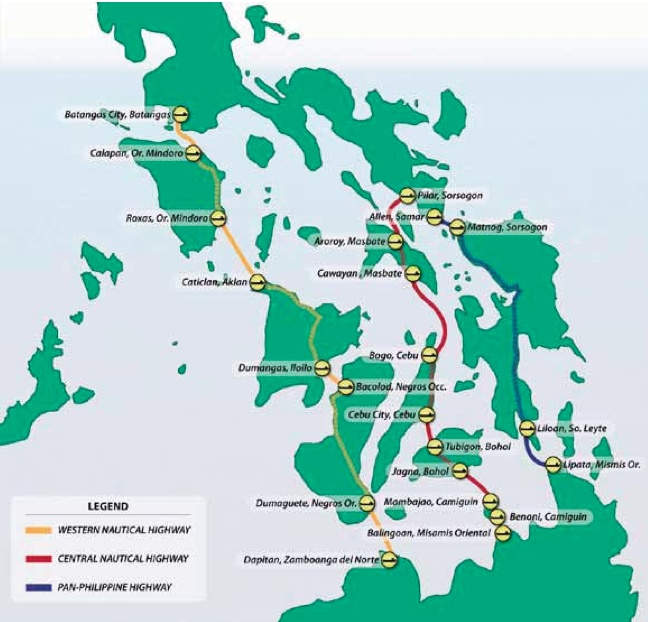 Batangas City, Batangas
Calapan, Or. Mindoro
Pilar, Sorsogon
Roxas, Or. Mindoro
Allen, Samar
Matnog, Sorsogon
Aroroy, Masbate
Cawayan, Masbate
Caticlan, Aklan
Bogo, Cebu
Dumangas, Iloilo
Bacolod, Negros Occ.
Cebu City, Cebu
Liloan, So. Leyte
Tubigon, Bohol
Jagna, Bohol
Lipata, Mismis Or.
Mambajao, Camiguin
Dumaguete, Negros Or.
Benoni, Camiguin
Balingoan, Misamis Oriental
Dapitan, Zamboanga del Norte
LEGEND
WESTERN NAUTICAL HIGHWAY
CENTRAL NAUTICAL HIGHWAY
PAN-PHILIPPINE HIGHWAY